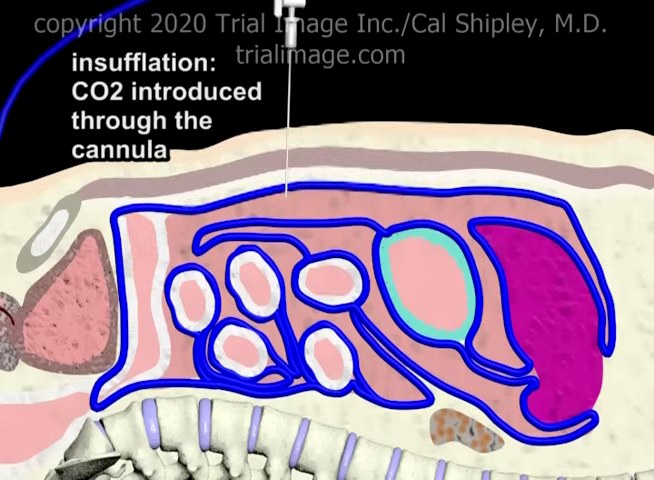 copyright 2020 Trial Image Inc./Cal Shipley, M.D.
trialimage.com
insufflation:
CO2 introduced
through the
cannula